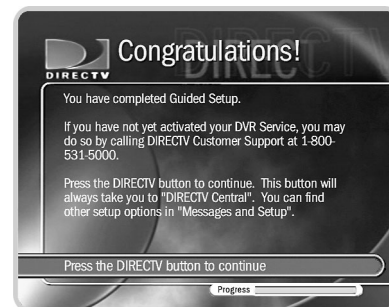 DIRECTV
Congratulations!
You have completed Guided Setup.
If you have not yet activated your DVR Service, you may
do so by calling DIRECTV Customer Support at 1-800-
531-5000.
Press the DIRECTV button to continue. This button will
always take you to "DIRECTV Central". You can find
other setup options in "Messages and Setup".
Press the DIRECTV button to continue
Progress